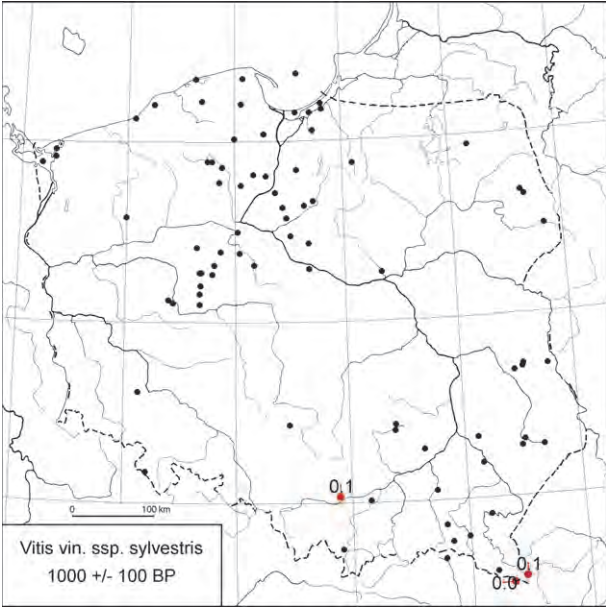 0.1
0.1
0.0
0 100 km
Vitis vin. ssp. sylvestris
1000 +/- 100 BP